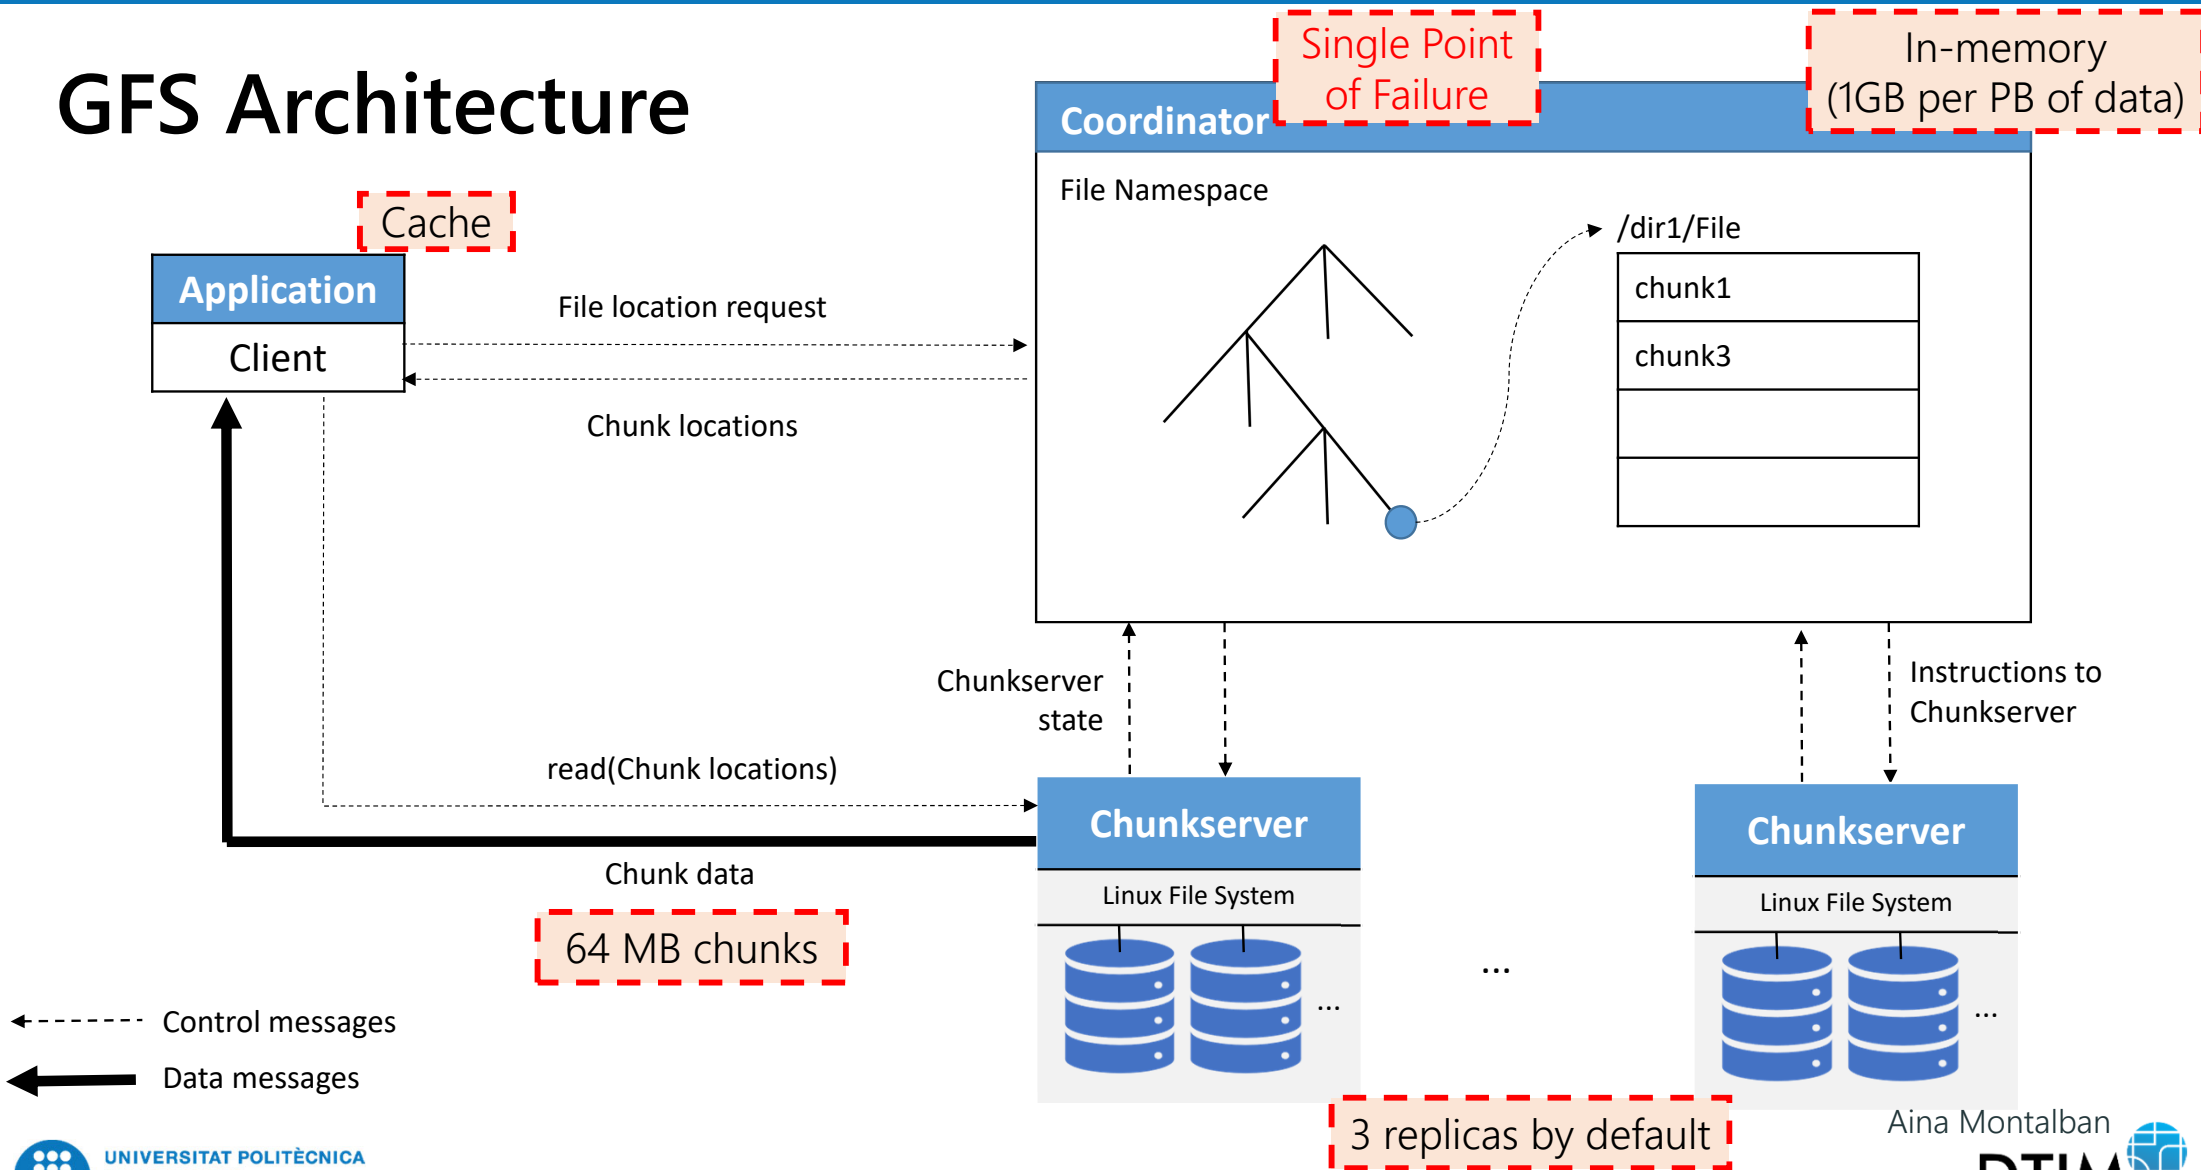 GFS Architecture
Single Point
of Failure
In-memory
(1GB per PB of data)
Coordinator
File Namespace
/dir1/File
chunk1
chunk3
Cache
Application
Client
File location request
Chunk locations
Chunkserver
state
Instructions to
Chunkserver
read(Chunk locations)
Chunk data
64 MB chunks
Chunkserver
Linux File System
...
...
Chunkserver
Linux File System
...
3 replicas by default
Control messages
Data messages
UNIVERSITAT POLITÈCNICA
Aina Montalban
DTIM